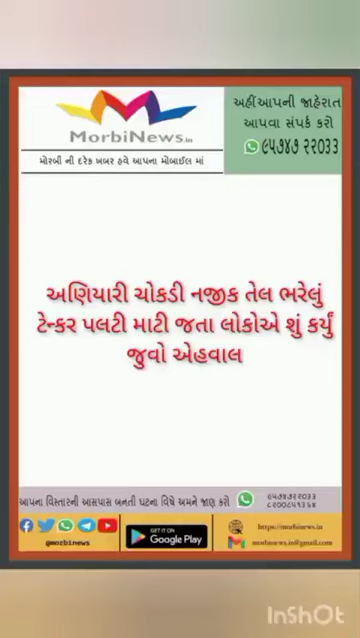 MorbiNews.in
મોરબી ની દરેક ખબર હવે આપના મોબાઈલ માં
અહીં આપની જાહેરાત
આપવા સંપર્ક કરો
૯૫૭૪૭ ૨૨033
અણિયારી ચોકડી નજીક તેલ ભરેલું
ટેન્કર પલટી માટી જતા લોકોએ શું કર્યું
જુવો એહવાલ
આપના વિસ્તારની આસપાસ બનતી ઘટના વિષે અમને જાણ કરો
૯૫૭૪૭૨૨૦૩૩
@morbinews
GET IT ON
Google Play
https://morbinews.in
morbinews.in@gmail.com
InShOt